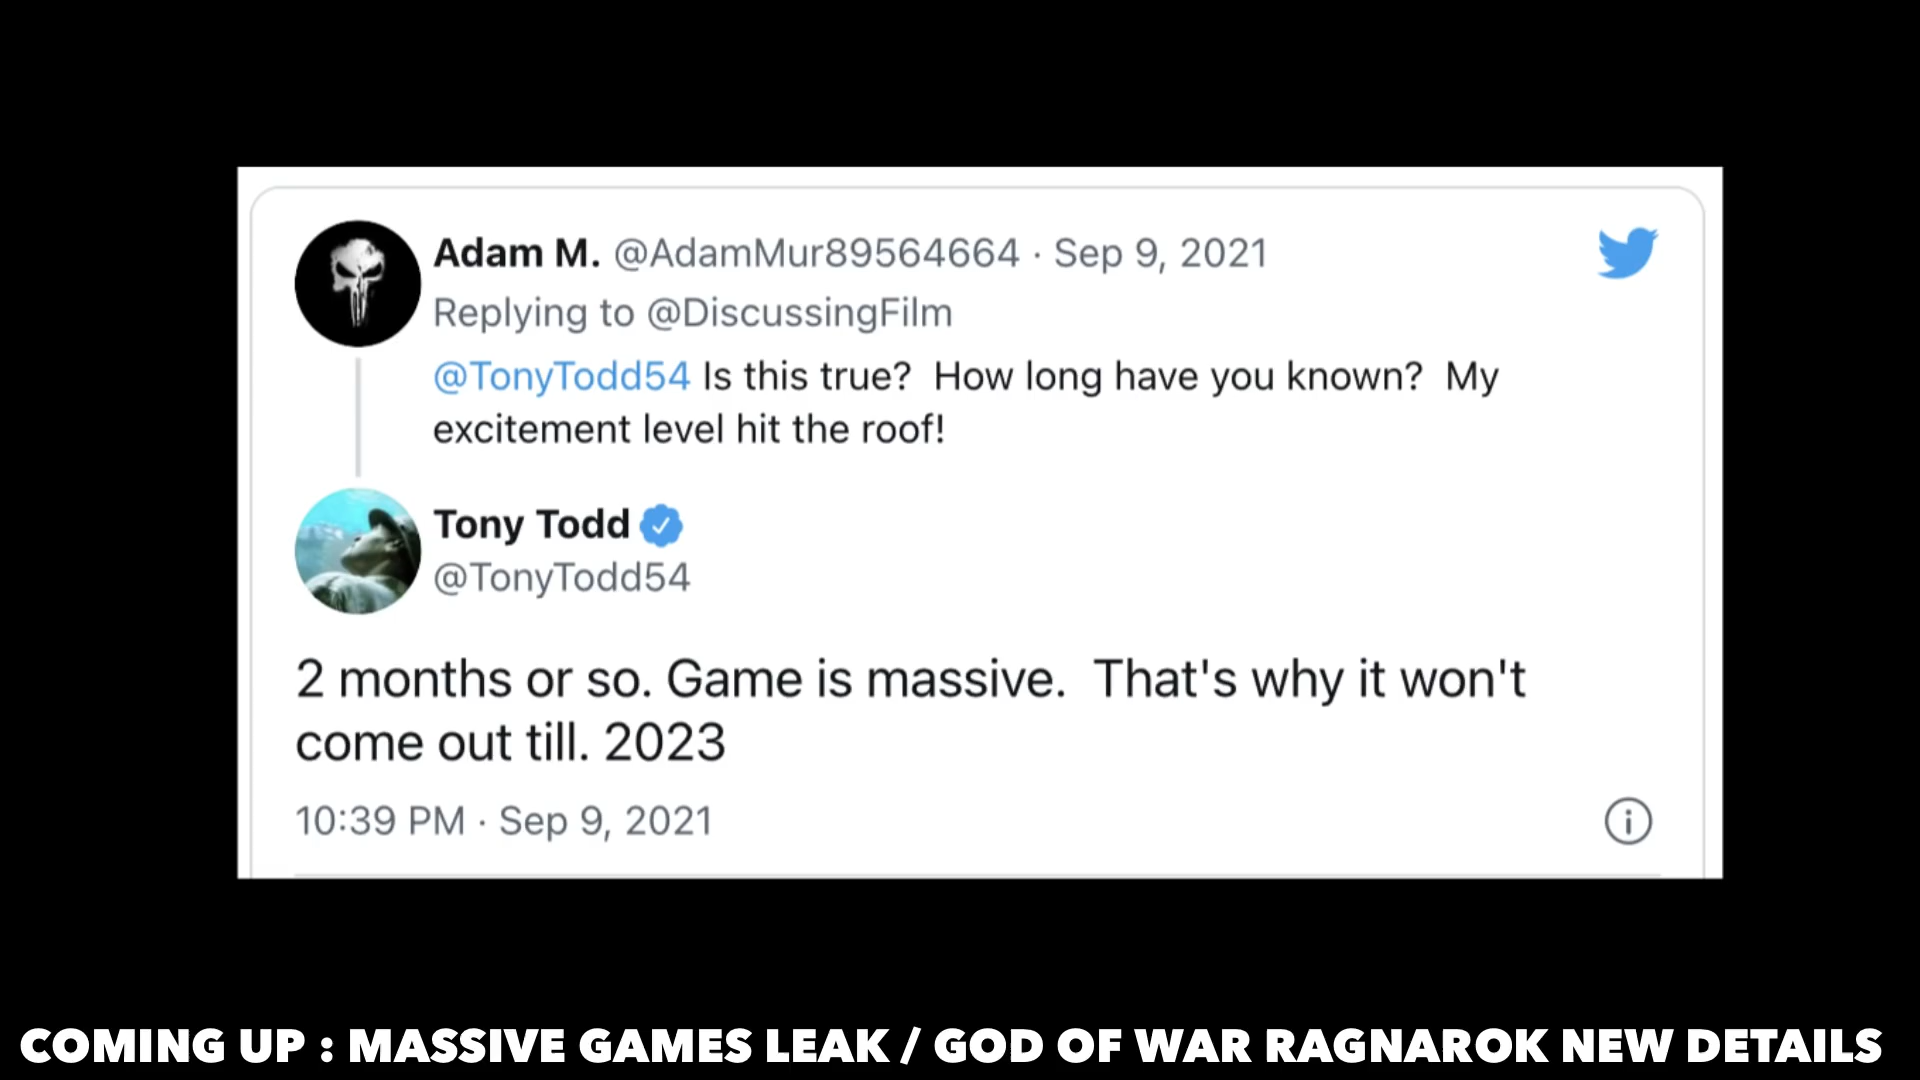 Adam M. @AdamMur89564664 · Sep 9, 2021
Replying to @DiscussingFilm
@TonyTodd54 Is this true?  How long have you known?  My
excitement level hit the roof!
Tony Todd
@TonyTodd54
2 months or so. Game is massive.  That's why it won't
come out till. 2023
10:39 PM · Sep 9, 2021
COMING UP : MASSIVE GAMES LEAK / GOD OF WAR RAGNAROK NEW DETAILS